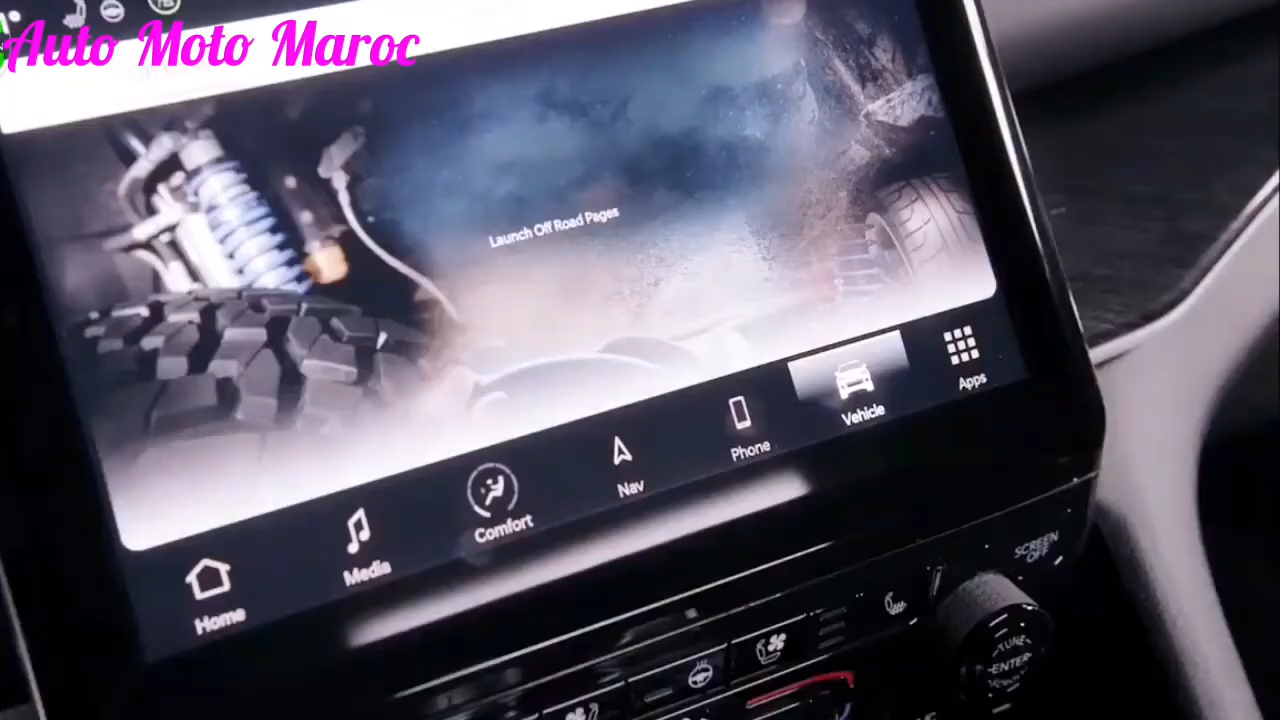 Auto Moto Maroc
Launch Off Road Pages
Home
Media
Comfort
Nav
Phone
Vehicle
Apps
SCREEN
OFF
TUNE
ENTER